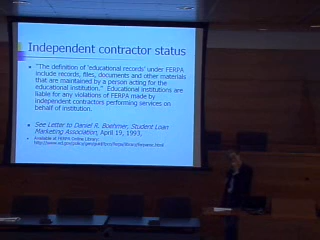 Independent contractor status
• "The definition of 'educational records' under FERPA
include records, files, documents and other materials
that are maintained by a person acting for the
educational institution." Educational institutions are
liable for any violations of FERPA made by
independent contractors performing services on
behalf of institution.
• See Letter to Daniel R. Boehmer, Student Loan
Marketing Association, April 19, 1993.
• Available at FERPA Online Library: